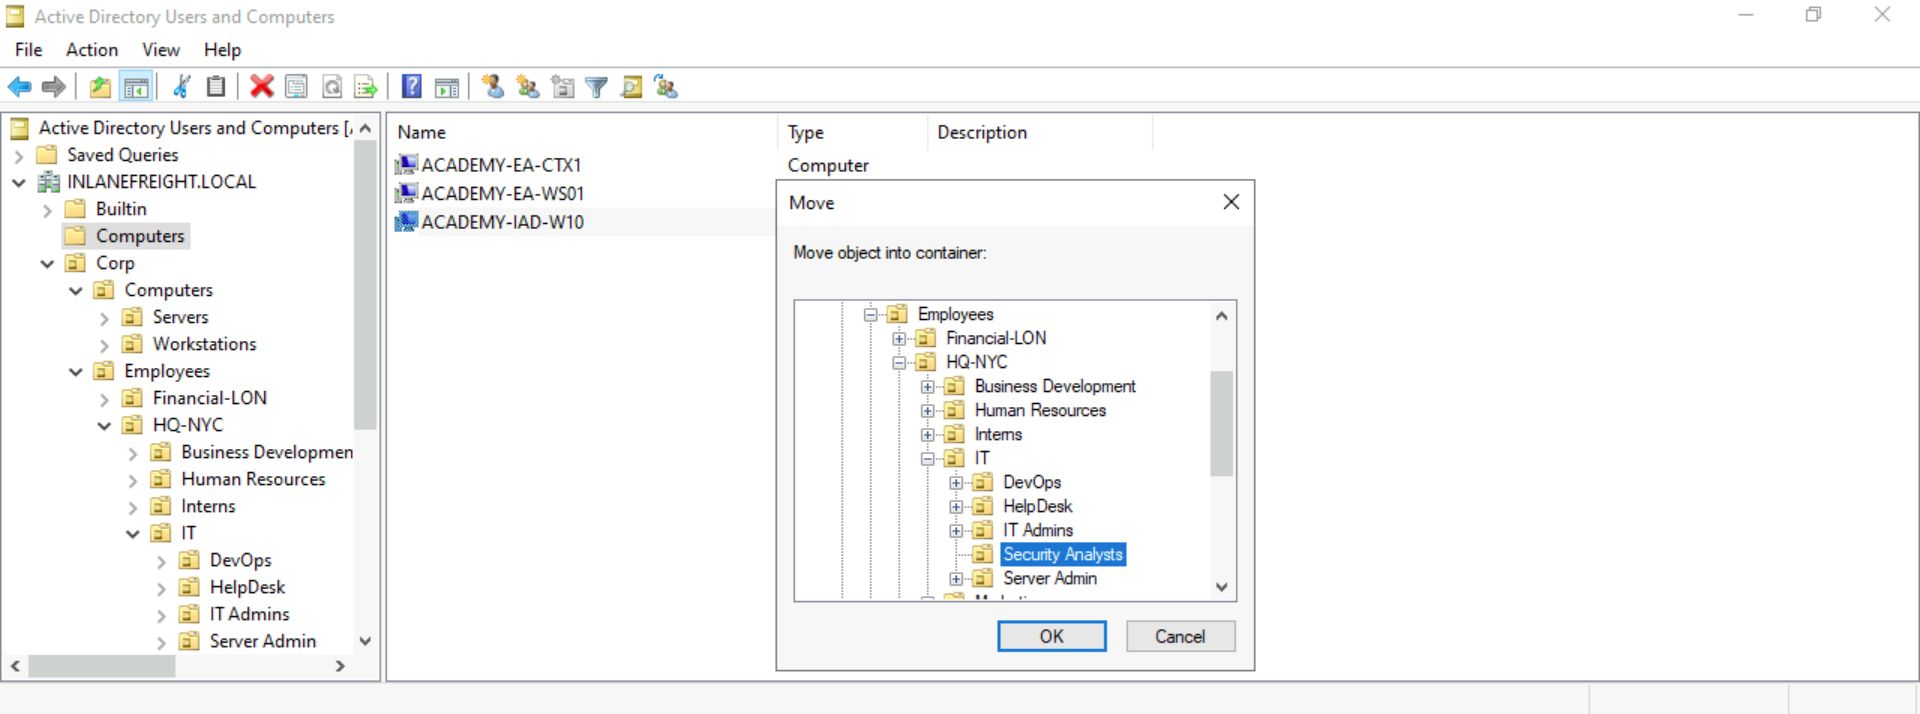 Active Directory Users and Computers
File Action View Help
Active Directory Users and Computers [
Saved Queries
INLANEFREIGHT.LOCAL
Builtin
Computers
Corp
Computers
Servers
Workstations
Employees
Financial-LON
HQ-NYC
Business Developmen
Human Resources
Interns
IT
DevOps
HelpDesk
IT Admins
Server Admin
Name Type Description
ACADEMY-EA-CTX1 Computer
ACADEMY-EA-WS01
ACADEMY-IAD-W10
Move
Move object into container:
Employees
Financial-LON
HQ-NYC
Business Development
Human Resources
Interns
IT
DevOps
HelpDesk
IT Admins
Security Analysts
Server Admin
OK Cancel